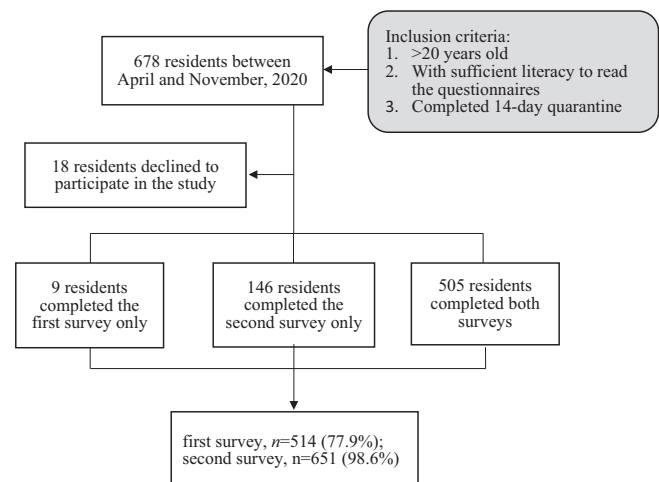 678 residents between
April and November, 2020
Inclusion criteria:
1. >20 years old
2. With sufficient literacy to read
the questionnaires
3. Completed 14-day quarantine
18 residents declined to
participate in the study
9 residents
completed the
first survey only
146 residents
completed the
second survey only
505 residents
completed both
surveys
first survey, n=514 (77.9%);
second survey, n=651 (98.6%)